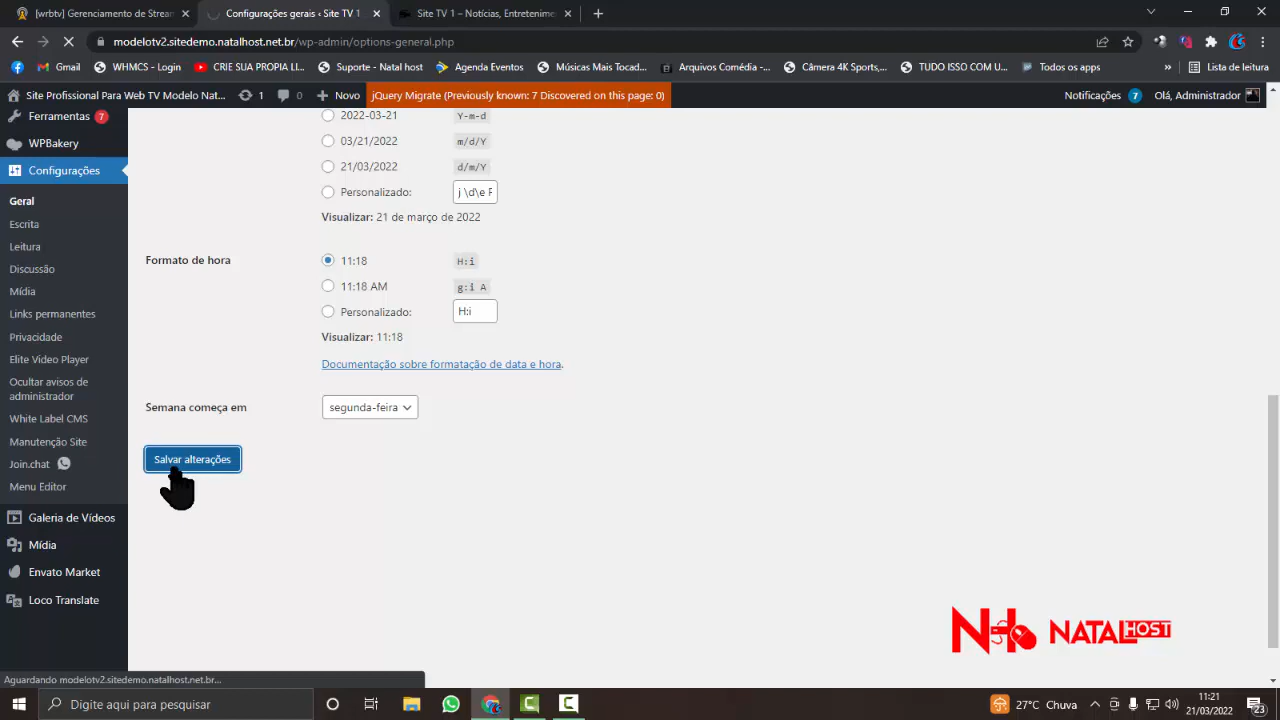 [wrbtv] Gerenciamento de Stream
Configurações gerais ‹ Site TV 1
Site TV 1 – Notícias, Entretenime
modelotv2.sitedemo.natalhost.net.br/wp-admin/options-general.php
Gmail
WHMCS - Login
CRIE SUA PROPIA LI...
Suporte - Natal host
Agenda Eventos
Músicas Mais Tocad...
Arquivos Comédia -...
Câmera 4K Sports,...
TUDO ISSO COM U...
Todos os apps
»
Lista de leitura
Site Profissional Para Web TV Modelo Nat...
1
0
Novo
jQuery Migrate (Previously known: 7 Discovered on this page: 0)
Notificações 7
Olá, Administrador
Ferramentas 7
WPBakery
Configurações
Geral
Escrita
Leitura
Discussão
Mídia
Links permanentes
Privacidade
Elite Video Player
Ocultar avisos de
administrador
White Label CMS
Manutenção Site
Join.chat
Menu Editor
Galeria de Vídeos
Mídia
Envato Market
Loco Translate
2022-03-21 Y-m-d
03/21/2022 m/d/Y
21/03/2022 d/m/Y
Personalizado: j \d\e F
Visualizar: 21 de março de 2022
Formato de hora
11:18 H:i
11:18 AM g:i A
Personalizado: H:i
Visualizar: 11:18
Documentação sobre formatação de data e hora.
Semana começa em segunda-feira
Salvar alterações
NH NATALHOST
Aguardando modelotv2.sitedemo.natalhost.net.br...
Digite aqui para pesquisar
27°C Chuva
11:21
21/03/2022
23